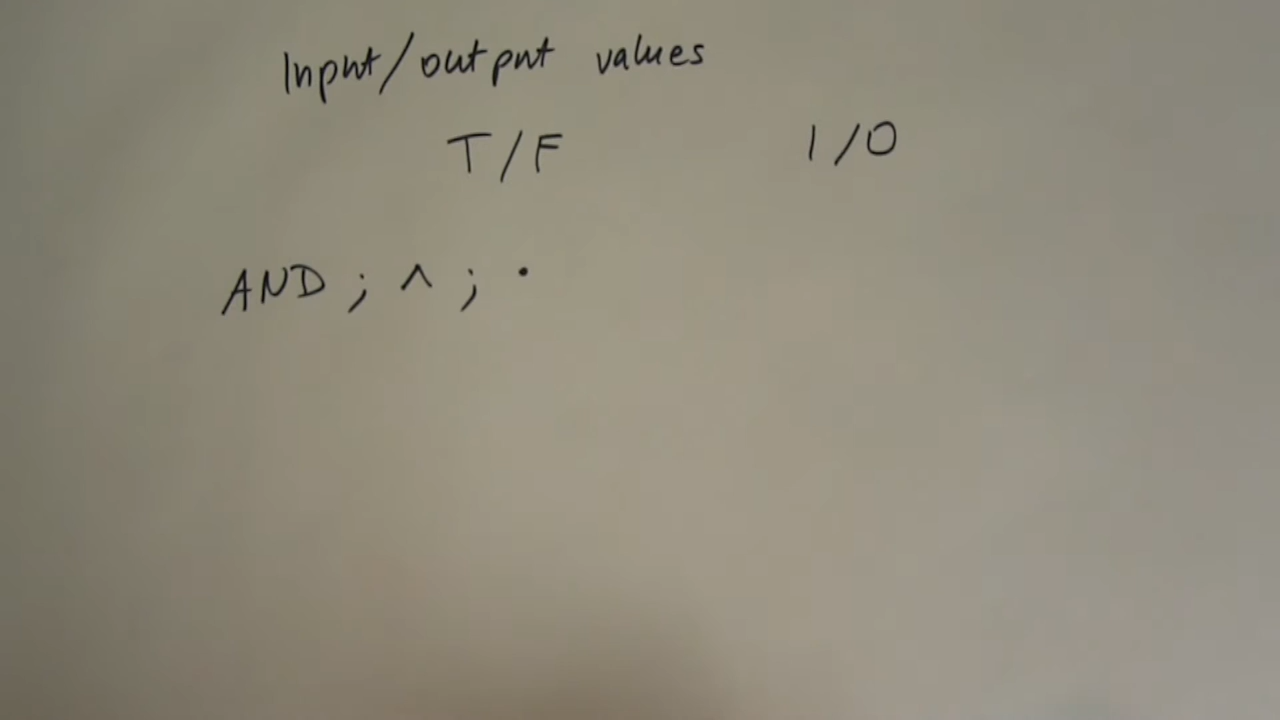 Input/output values
T/F 1/0
AND ; ∧ ; ·